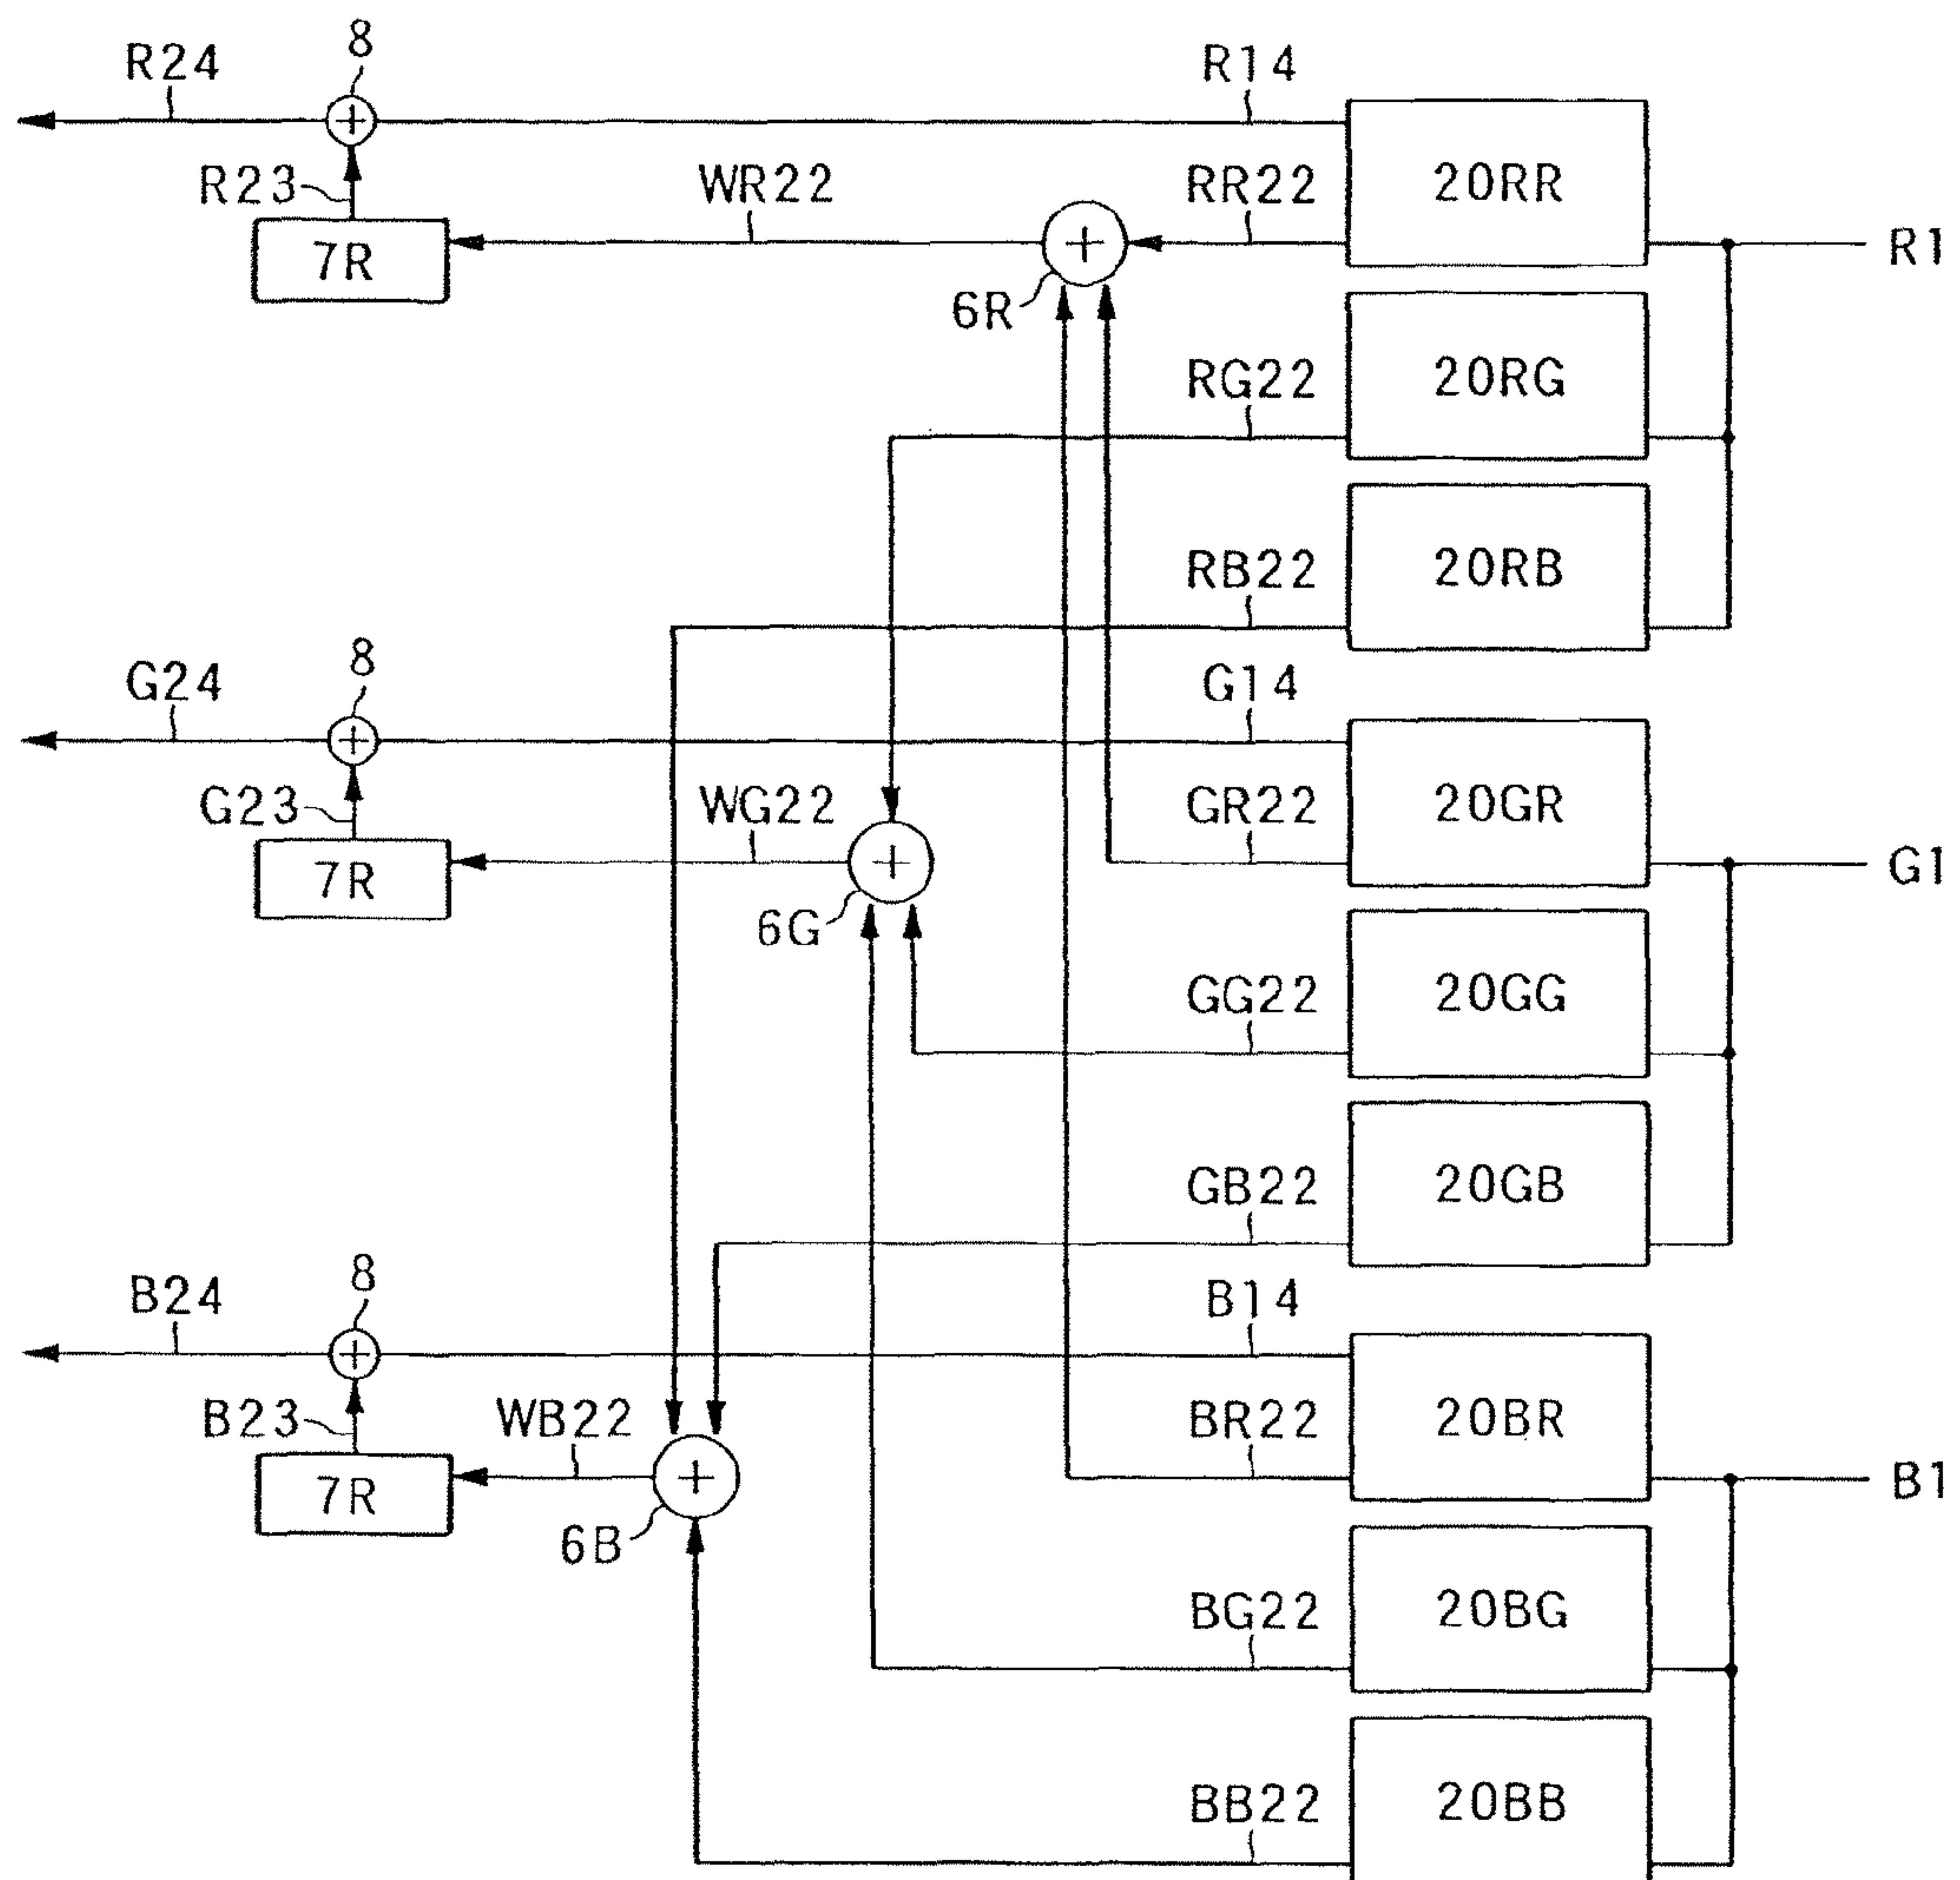 8
R24
R14
R23
WR22
RR22
20RR
R1
7R
+
+
6R
RG22
20RG
RB22
20RB
8
G24
G14
+
G23
WG22
GR22
20GR
G1
7R
+
6G
GG22
20GG
GB22
20GB
8
B24
B14
+
B23
WB22
BR22
20BR
B1
7R
+
6B
BG22
20BG
BB22
20BB